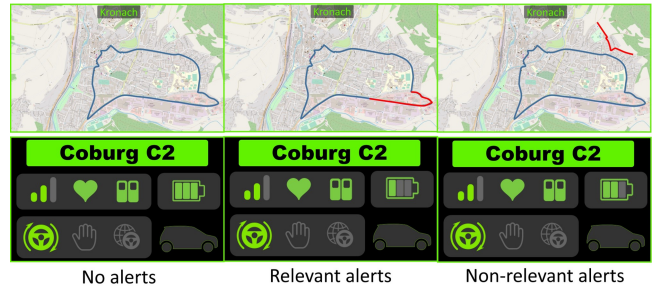 Kronach Kronach Kronach
Coburg C2 Coburg C2 Coburg C2
No alerts Relevant alerts Non-relevant alerts